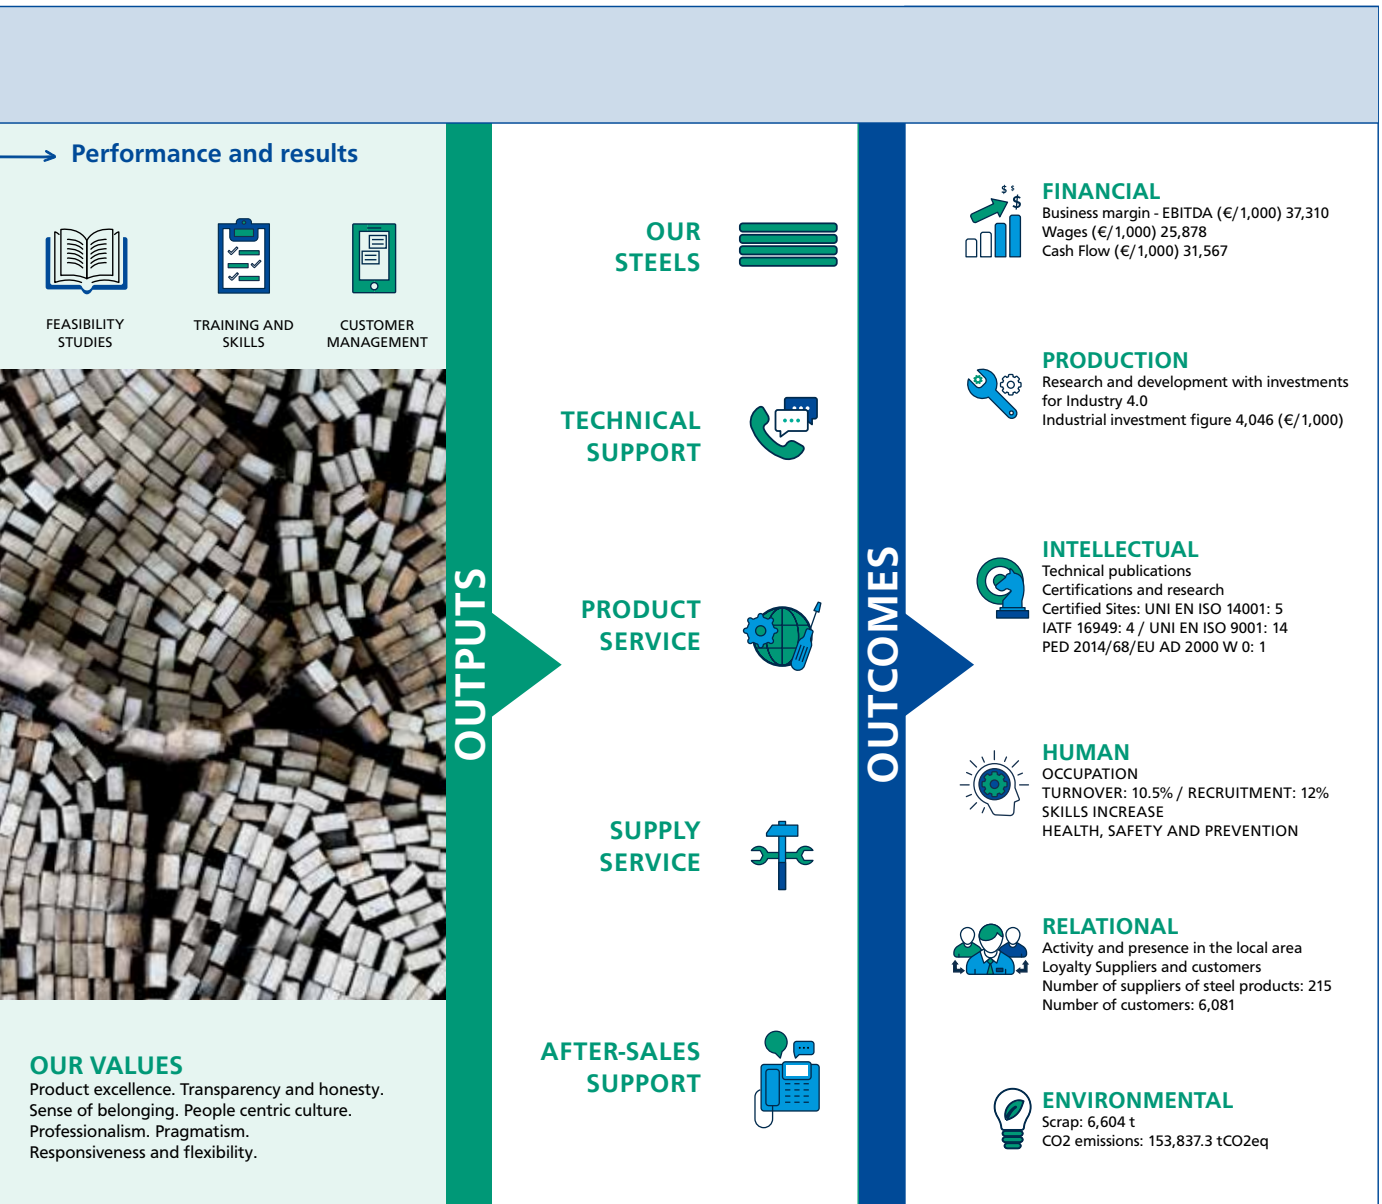 Performance and results
FEASIBILITY
STUDIES
TRAINING AND
SKILLS
CUSTOMER
MANAGEMENT
OUR VALUES
Product excellence. Transparency and honesty.
Sense of belonging. People centric culture.
Professionalism. Pragmatism.
Responsiveness and flexibility.
OUTPUTS
OUR
STEELS
TECHNICAL
SUPPORT
PRODUCT
SERVICE
SUPPLY
SERVICE
AFTER-SALES
SUPPORT
OUTCOMES
$ $
$
FINANCIAL
Business margin - EBITDA (€/1,000) 37,310
Wages (€/1,000) 25,878
Cash Flow (€/1,000) 31,567
PRODUCTION
Research and development with investments
for Industry 4.0
Industrial investment figure 4,046 (€/1,000)
INTELLECTUAL
Technical publications
Certifications and research
Certified Sites: UNI EN ISO 14001: 5
IATF 16949: 4 / UNI EN ISO 9001: 14
PED 2014/68/EU AD 2000 W 0: 1
HUMAN
OCCUPATION
TURNOVER: 10.5% / RECRUITMENT: 12%
SKILLS INCREASE
HEALTH, SAFETY AND PREVENTION
RELATIONAL
Activity and presence in the local area
Loyalty Suppliers and customers
Number of suppliers of steel products: 215
Number of customers: 6,081
ENVIRONMENTAL
Scrap: 6,604 t
CO2 emissions: 153,837.3 tCO2eq